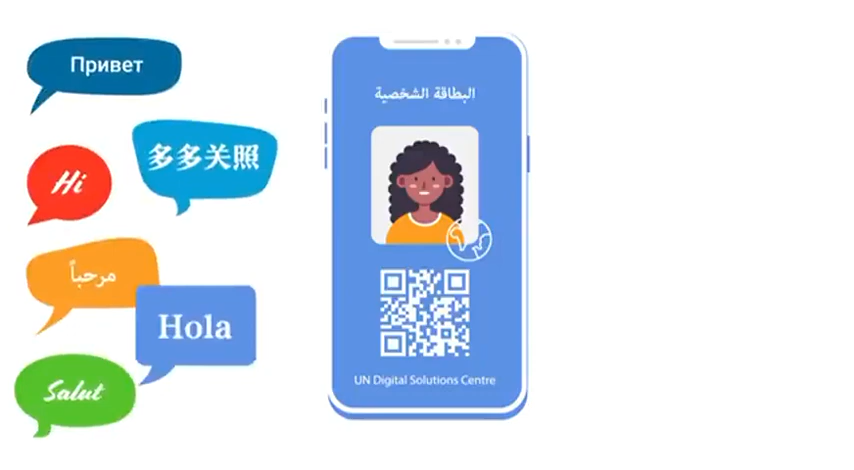 Привет
多多关照
Hi
مرحباً
Hola
Salut
البطاقة الشخصية
UN Digital Solutions Centre